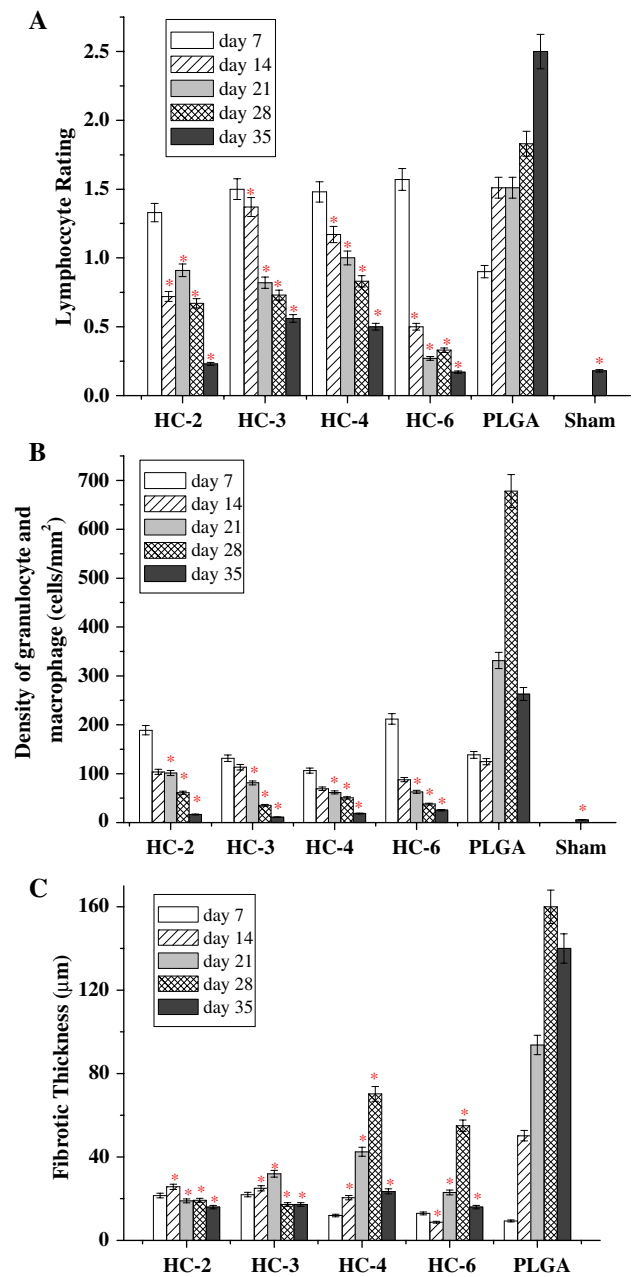 A
Lymphoccyte Rating
2.5
2.0
1.5
1.0
0.5
0.0
day 7
day 14
day 21
day 28
day 35
* * * *
* * * *
* * * *
* * * *
*
HC-2 HC-3 HC-4 HC-6 PLGA Sham
B
Density of granulocyte and
macrophage (cells/mm²)
700
600
500
400
300
200
100
0
day 7
day 14
day 21
day 28
day 35
* * *
* * *
* * *
* * *
*
HC-2 HC-3 HC-4 HC-6 PLGA Sham
C
Fibrotic Thickness (μm)
160
120
80
40
0
day 7
day 14
day 21
day 28
day 35
* * * *
* * * *
* * * *
* * * *
HC-2 HC-3 HC-4 HC-6 PLGA